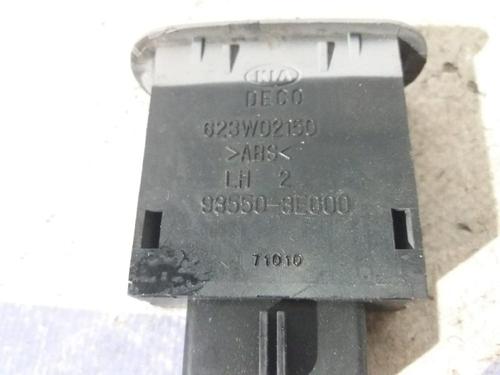 KIA
DECO
623W02150
>ABS<
LH 2
93550-3E000
71010